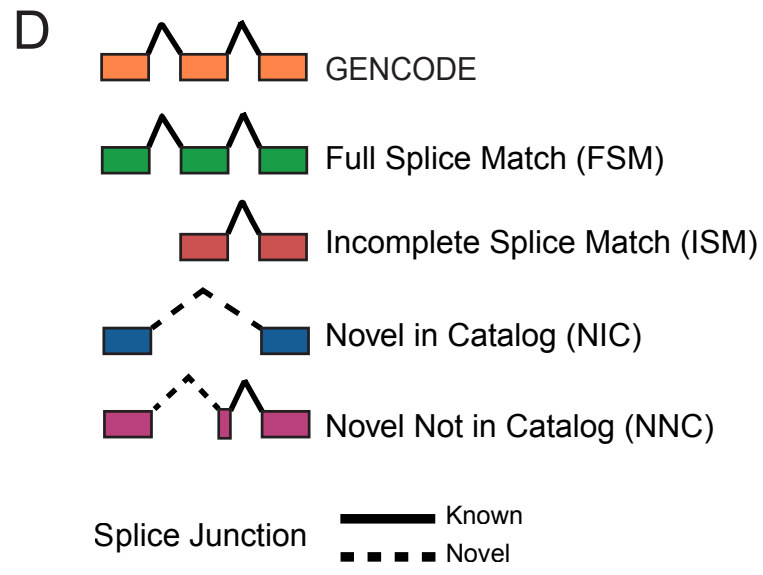 D
GENCODE
Full Splice Match (FSM)
Incomplete Splice Match (ISM)
Novel in Catalog (NIC)
Novel Not in Catalog (NNC)
Splice Junction
Known
Novel